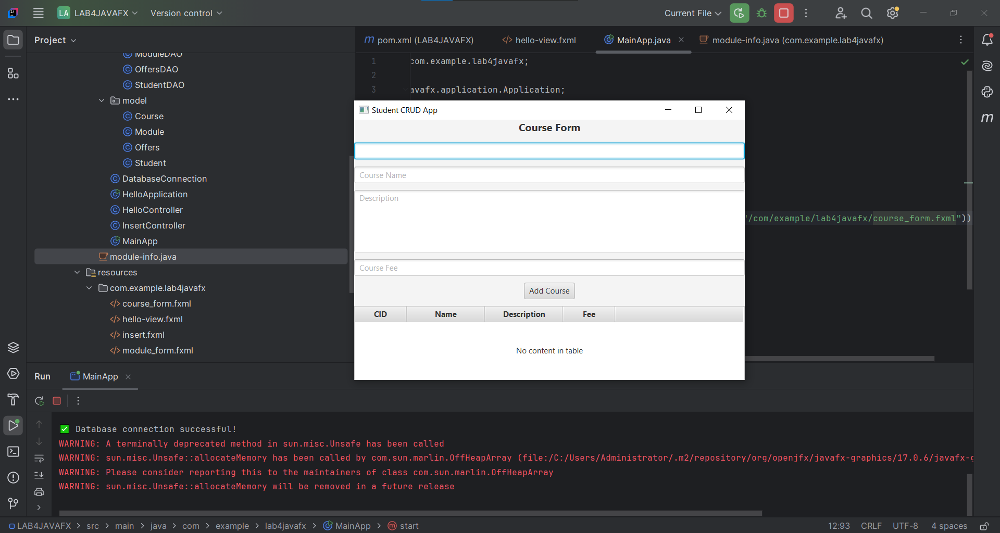 LA LAB4JAVAFX Version control
Current File
Project
pom.xml (LAB4JAVAFX) hello-view.fxml MainApp.java module-info.java (com.example.lab4javafx)
ModuleDAO
OffersDAO
StudentDAO
model
Course
Module
Offers
Student
DatabaseConnection
HelloApplication
HelloController
InsertController
MainApp
module-info.java
resources
com.example.lab4javafx
course_form.fxml
hello-view.fxml
insert.fxml
module_form.fxml
1 com.example.lab4javafx;
2
3 avafx.application.Application;
"/com/example/lab4javafx/course_form.fxml"))
Student CRUD App
Course Form
Course Name
Description
Course Fee
Add Course
CID Name Description Fee
No content in table
Run MainApp
✅ Database connection successful!
WARNING: A terminally deprecated method in sun.misc.Unsafe has been called
WARNING: sun.misc.Unsafe::allocateMemory has been called by com.sun.marlin.OffHeapArray (file:/C:/Users/Administrator/.m2/repository/org/openjfx/javafx-graphics/17.0.6/javafx-g
WARNING: Please consider reporting this to the maintainers of class com.sun.marlin.OffHeapArray
WARNING: sun.misc.Unsafe::allocateMemory will be removed in a future release
LAB4JAVAFX > src > main > java > com > example > lab4javafx > MainApp > start
12:93 CRLF UTF-8 4 spaces